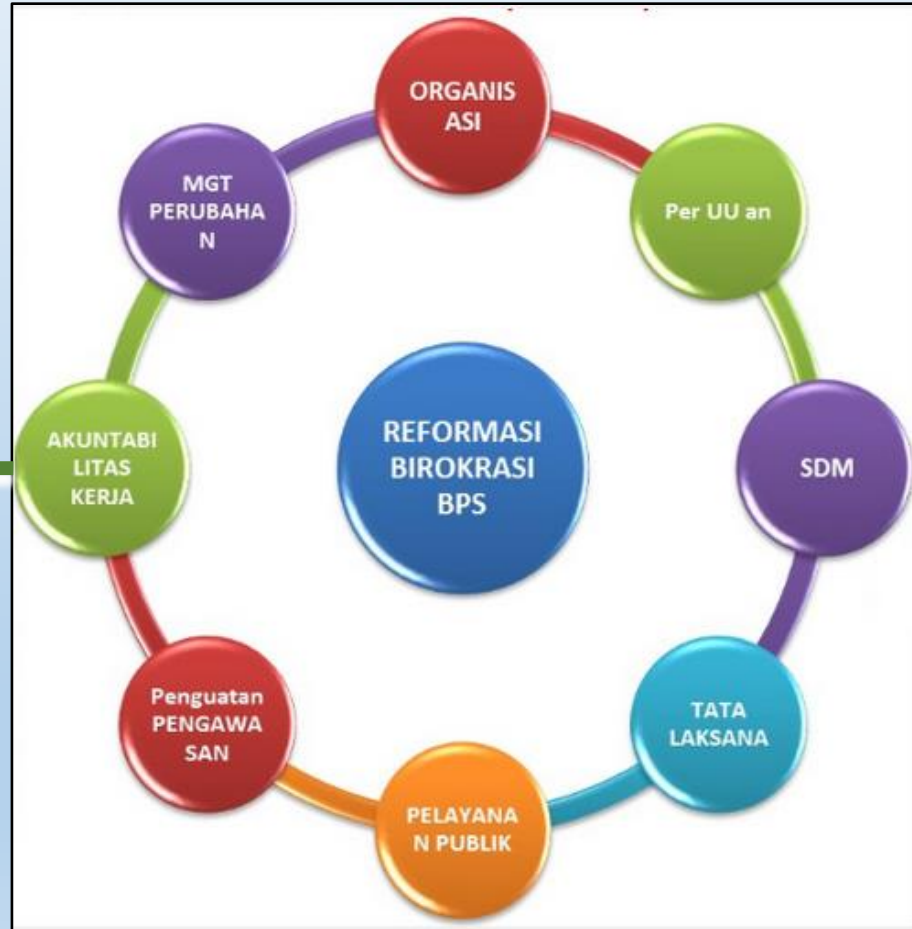 ORGANIS
ASI
Per UU an
SDM
TATA
LAKSANA
PELAYANA
N PUBLIK
Penguatan
PENGAWA
SAN
AKUNTABI
LITAS
KERJA
MGT
PERUBAHA
N
REFORMASI
BIROKRASI
BPS